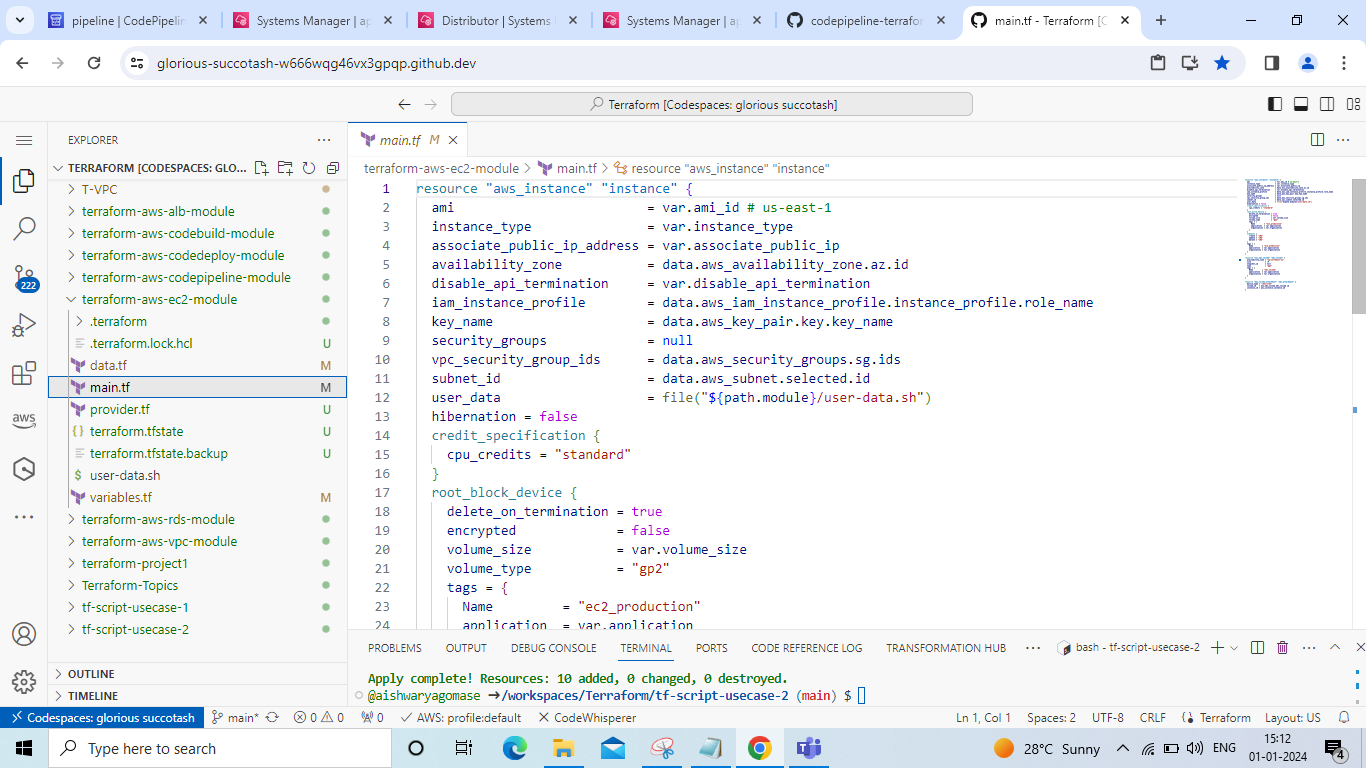 pipeline | CodePipelin
Systems Manager | ap
Distributor | Systems
Systems Manager | ap
codepipeline-terrafor
main.tf - Terraform [C
glorious-succotash-w666wqg46vx3gpqp.github.dev
Terraform [Codespaces: glorious succotash]
EXPLORER
TERRAFORM [CODESPACES: GLO...
T-VPC
terraform-aws-alb-module
terraform-aws-codebuild-module
terraform-aws-codedeploy-module
terraform-aws-codepipeline-module
terraform-aws-ec2-module
.terraform
.terraform.lock.hcl U
data.tf M
main.tf M
provider.tf U
terraform.tfstate U
terraform.tfstate.backup U
$ user-data.sh
variables.tf M
terraform-aws-rds-module
terraform-aws-vpc-module
terraform-project1
Terraform-Topics
tf-script-usecase-1
tf-script-usecase-2
OUTLINE
TIMELINE
222
aws
main.tf M
terraform-aws-ec2-module > main.tf > resource "aws_instance" "instance"
1 resource "aws_instance" "instance" {
2 ami = var.ami_id # us-east-1
3 instance_type = var.instance_type
4 associate_public_ip_address = var.associate_public_ip
5 availability_zone = data.aws_availability_zone.az.id
6 disable_api_termination = var.disable_api_termination
7 iam_instance_profile = data.aws_iam_instance_profile.instance_profile.role_name
8 key_name = data.aws_key_pair.key.key_name
9 security_groups = null
10 vpc_security_group_ids = data.aws_security_groups.sg.ids
11 subnet_id = data.aws_subnet.selected.id
12 user_data = file("${path.module}/user-data.sh")
13 hibernation = false
14 credit_specification {
15 cpu_credits = "standard"
16 }
17 root_block_device {
18 delete_on_termination = true
19 encrypted = false
20 volume_size = var.volume_size
21 volume_type = "gp2"
22 tags = {
23 Name = "ec2_production"
24 application = var.application
PROBLEMS OUTPUT DEBUG CONSOLE TERMINAL PORTS CODE REFERENCE LOG TRANSFORMATION HUB
bash - tf-script-usecase-2
Apply complete! Resources: 10 added, 0 changed, 0 destroyed.
@aishwaryagomase ➜/workspaces/Terraform/tf-script-usecase-2 (main) $
Codespaces: glorious succotash main* 0 0 0 AWS: profile:default CodeWhisperer Ln 1, Col 1 Spaces: 2 UTF-8 CRLF Terraform Layout: US
Type here to search
28°C Sunny
ENG
15:12
01-01-2024
4